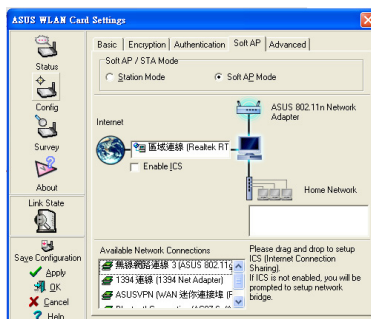 ASUS WLAN Card Settings
Status
Config
Survey
About
Link State
Save Configuration
Apply
OK
Cancel
Help
Basic
Encryption
Authentication
Soft AP
Advanced
Soft AP / STA Mode
Station Mode
Soft AP Mode
Internet
ASUS 802.11n Network
Adapter
區域連線 (Realtek RT
Enable ICS
Home Network
Available Network Connections
無線網路連線 3 (ASUS 802.11g
1394 連線 (1394 Net Adapter)
ASUSVPN (WAN 迷你連接埠 (P
Please drag and drop to setup
ICS (Internet Connection
Sharing).
If ICS is not enabled, you will be
prompted to setup network
bridge.